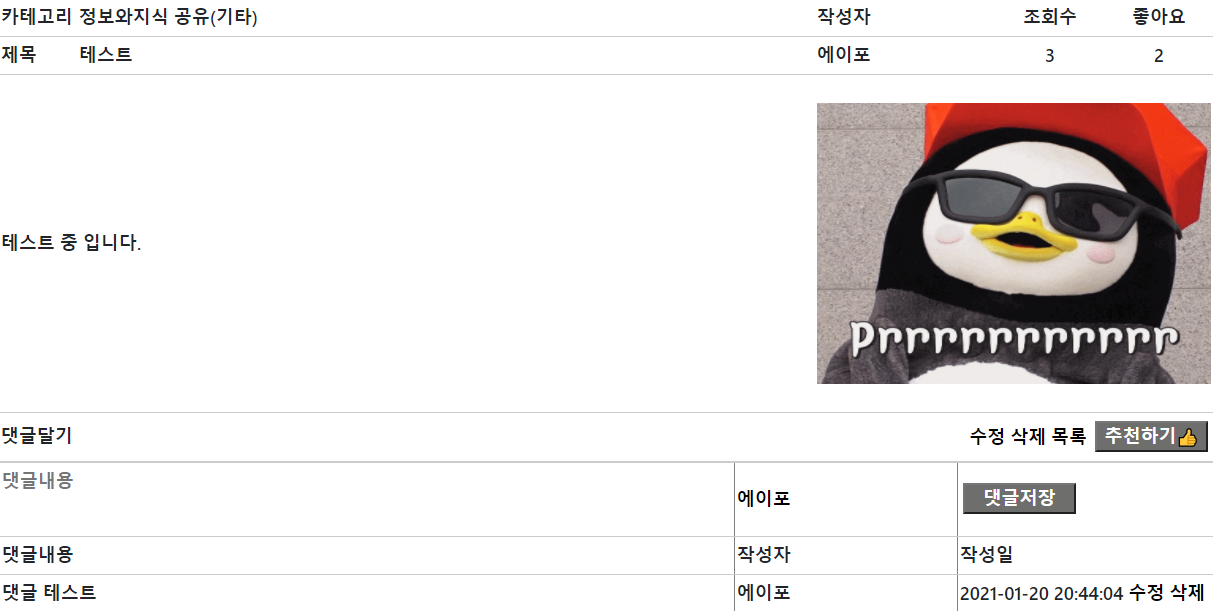 카테고리 정보와지식 공유(기타) 작성자 조회수 좋아요
제목 테스트 에이포 3 2
테스트 중 입니다.
Prrrrrrrrrrr
댓글달기 수정 삭제 목록 추천하기👍
댓글내용 에이포 댓글저장
댓글내용 작성자 작성일
댓글 테스트 에이포 2021-01-20 20:44:04 수정 삭제